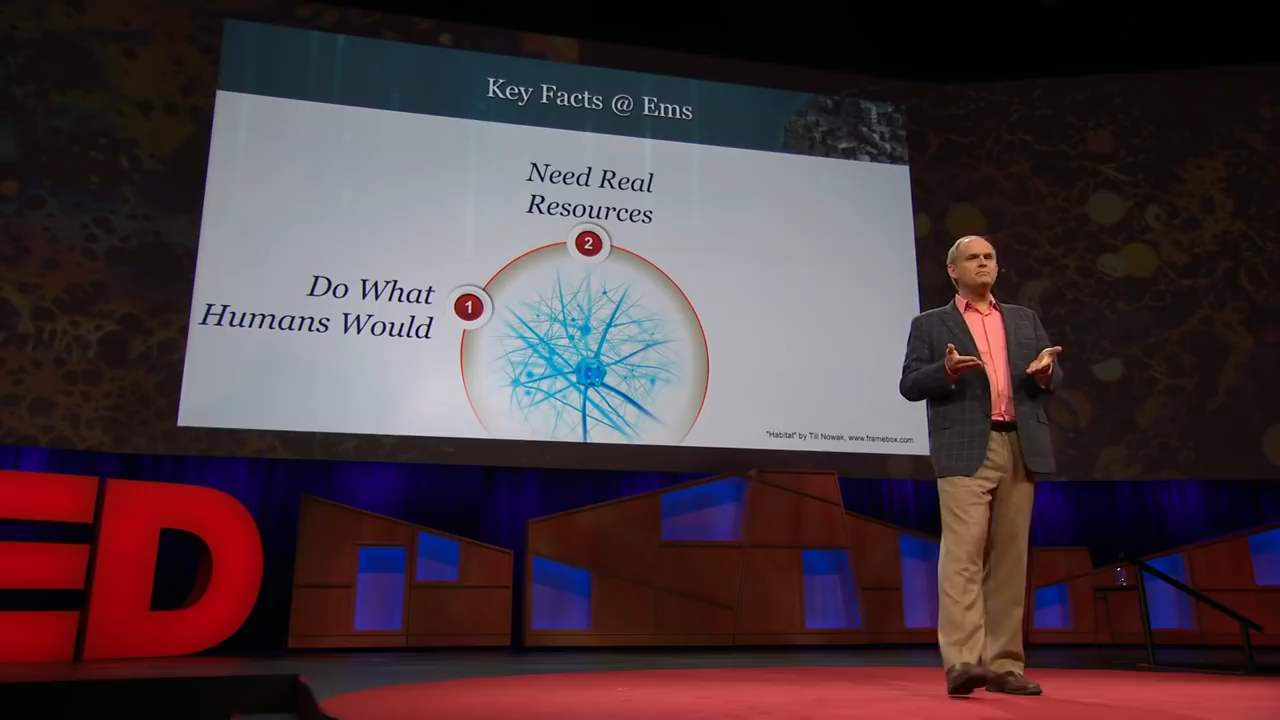 Key Facts @ Ems
Need Real
Resources
2
Do What
Humans Would
1
"Habitat" by Till Nowak, www.framebox.com
ED